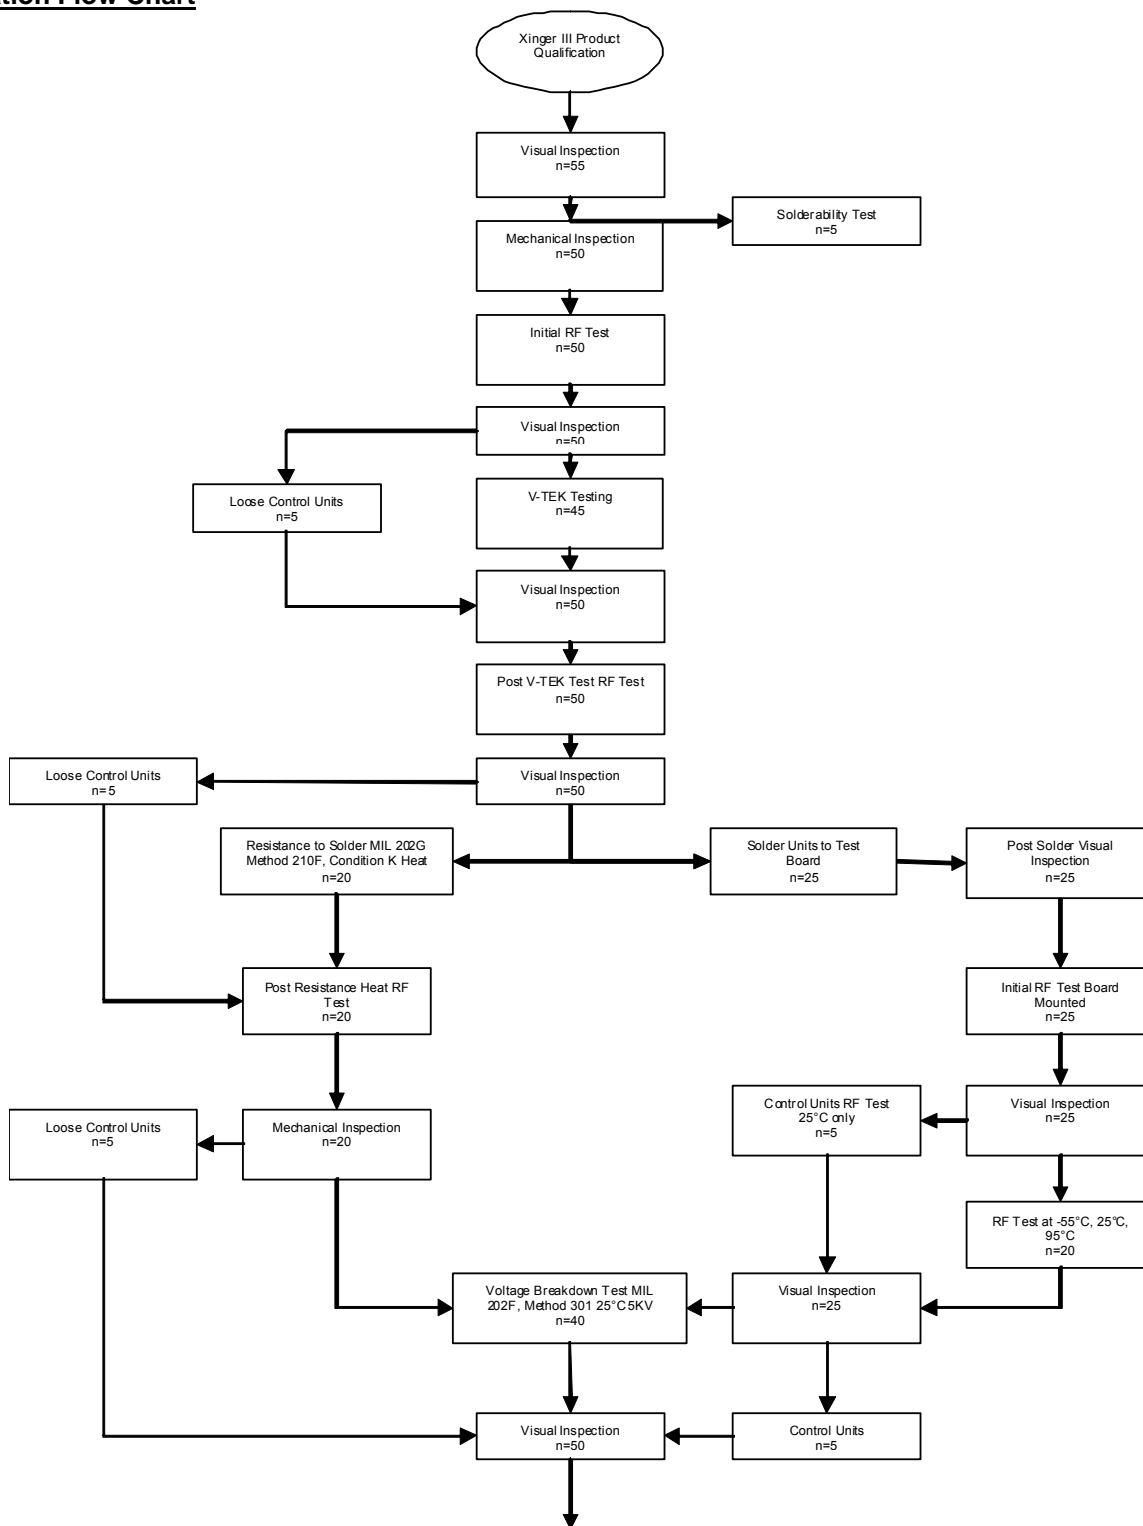 ation Flow Chart
Xinger III Product
Qualification
Visual Inspection
n=55
Solderability Test
n=5
Mechanical Inspection
n=50
Initial RF Test
n=50
Visual Inspection
n=50
Loose Control Units
n=5
V-TEK Testing
n=45
Visual Inspection
n=50
Post V-TEK Test RF Test
n=50
Loose Control Units
n=5
Visual Inspection
n=50
Resistance to Solder MIL 202G
Method 210F, Condition K Heat
n=20
Solder Units to Test
Board
n=25
Post Solder Visual
Inspection
n=25
Post Resistance Heat RF
Test
n=20
Initial RF Test Board
Mounted
n=25
Loose Control Units
n=5
Mechanical Inspection
n=20
Control Units RF Test
25°C only
n=5
Visual Inspection
n=25
RF Test at -55°C, 25°C,
95°C
n=20
Voltage Breakdown Test MIL
202F, Method 301 25°C 5KV
n=40
Visual Inspection
n=25
Visual Inspection
n=50
Control Units
n=5